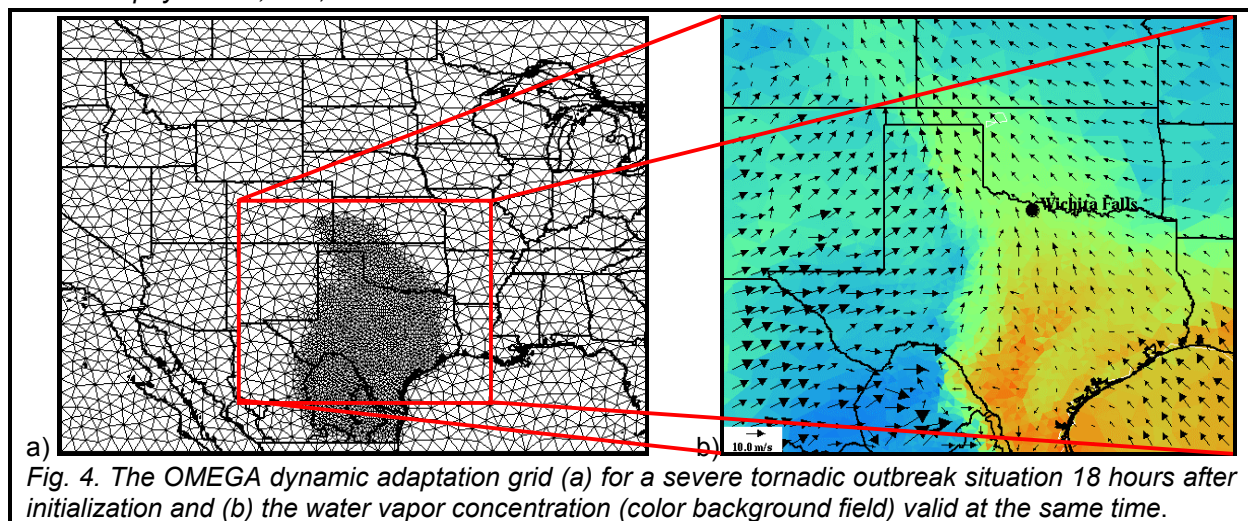 a)
b)
Wichita Falls
10.0 m/s
Fig. 4. The OMEGA dynamic adaptation grid (a) for a severe tornadic outbreak situation 18 hours after
initialization and (b) the water vapor concentration (color background field) valid at the same time.